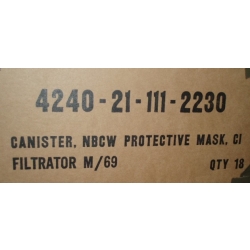 4240-21-111-2230
CANISTER, NBCW PROTECTIVE MASK, CI
FILTRATOR M/69 QTY 18